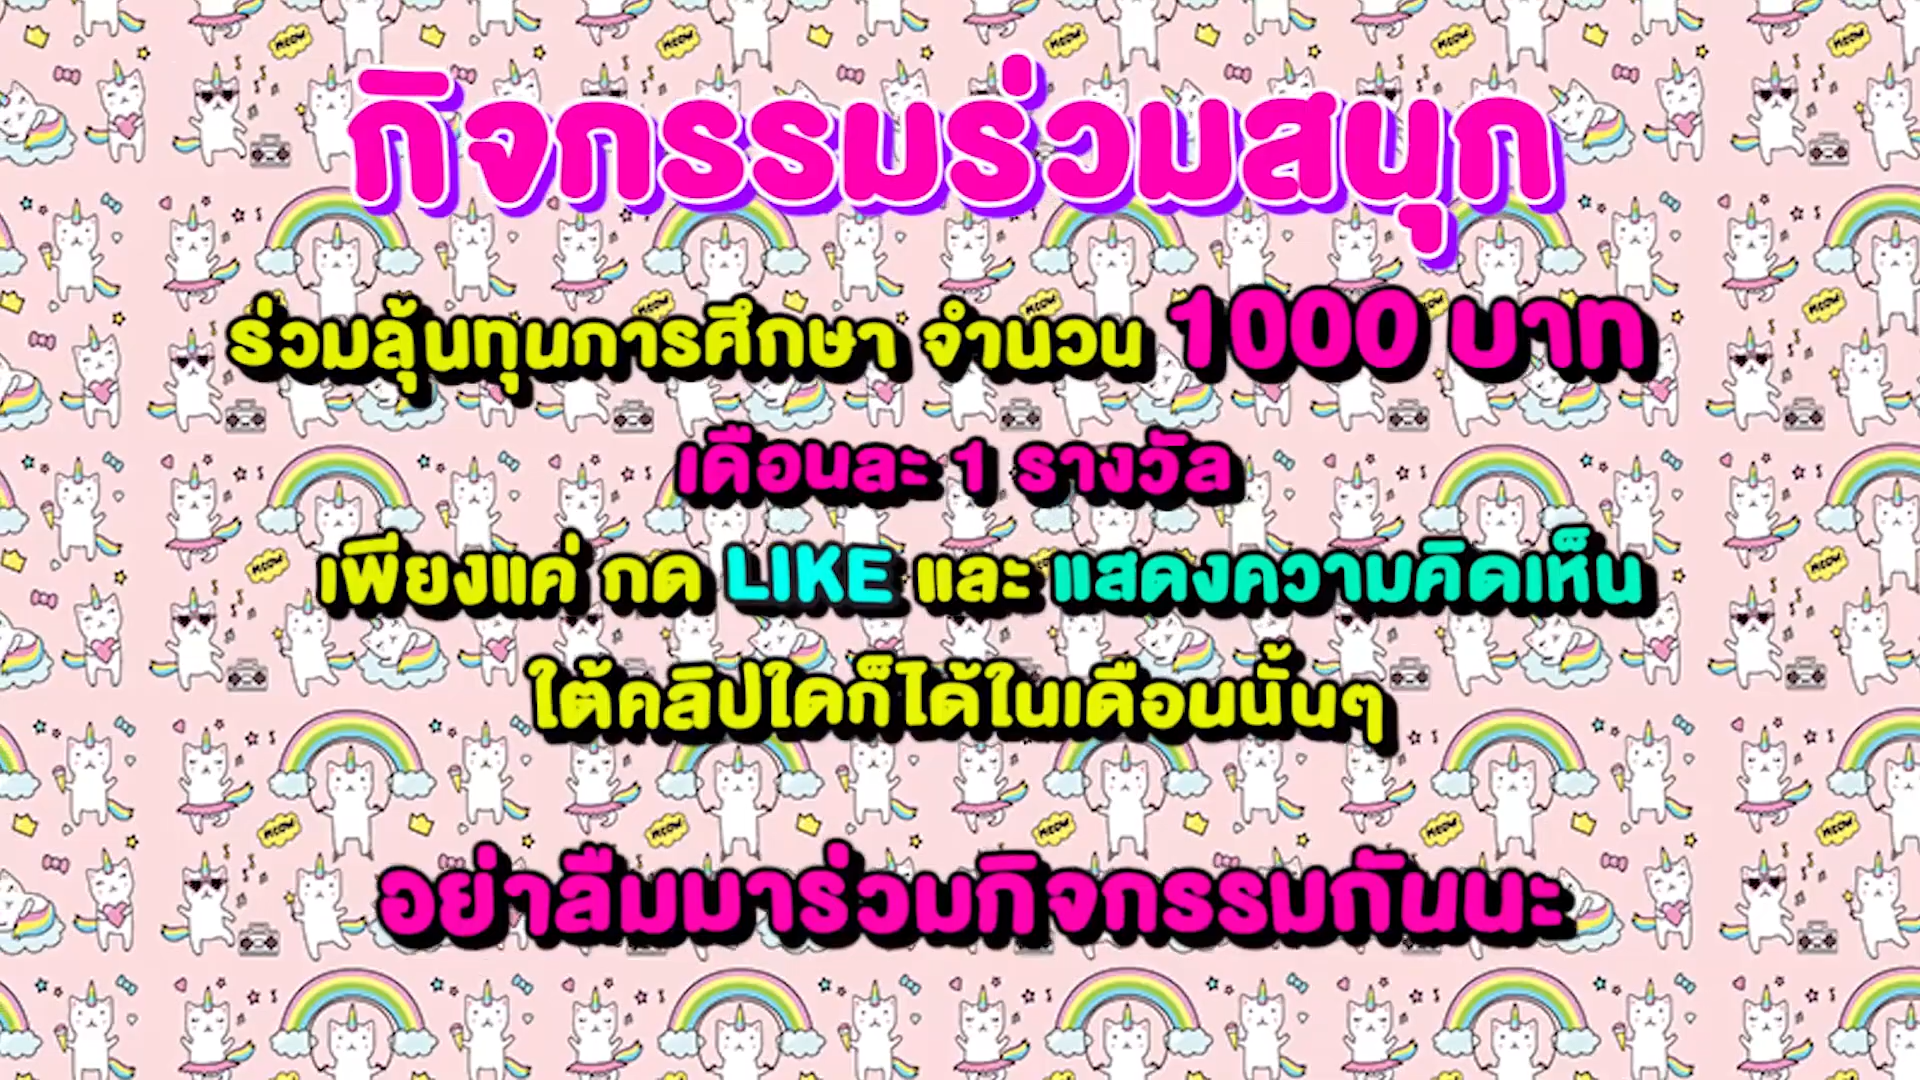 กิจกรรมร่วมสนุก
ร่วมลุ้นทุนการศึกษา จำนวน 1000 บาท
เดือนละ 1 รางวัล
เพียงแค่ กด LIKE และ แสดงความคิดเห็น
ใต้คลิปใดก็ได้ในเดือนนั้นๆ
อย่าลืมมาร่วมกิจกรรมกันนะ